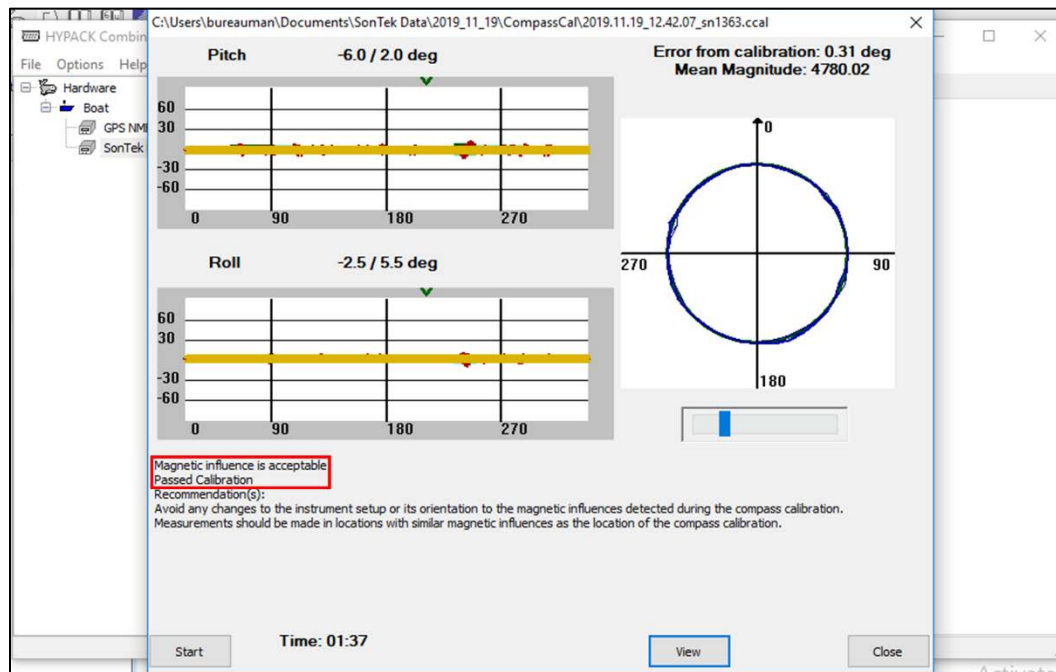 C:\Users\bureauman\Documents\SonTek Data\2019_11_19\CompassCal\2019.11.19_12.42.07_sn1363.ccal
HYPACK Combin
File Options Help
Hardware
Boat
GPS NM
SonTek
Pitch -6.0 / 2.0 deg
60
30
-30
-60
0 90 180 270
Roll -2.5 / 5.5 deg
60
30
-30
-60
0 90 180 270
Error from calibration: 0.31 deg
Mean Magnitude: 4780.02
0
270 90
180
Magnetic influence is acceptable
Passed Calibration
Recommendation(s):
Avoid any changes to the instrument setup or its orientation to the magnetic influences detected during the compass calibration.
Measurements should be made in locations with similar magnetic influences as the location of the compass calibration.
Start Time: 01:37 View Close